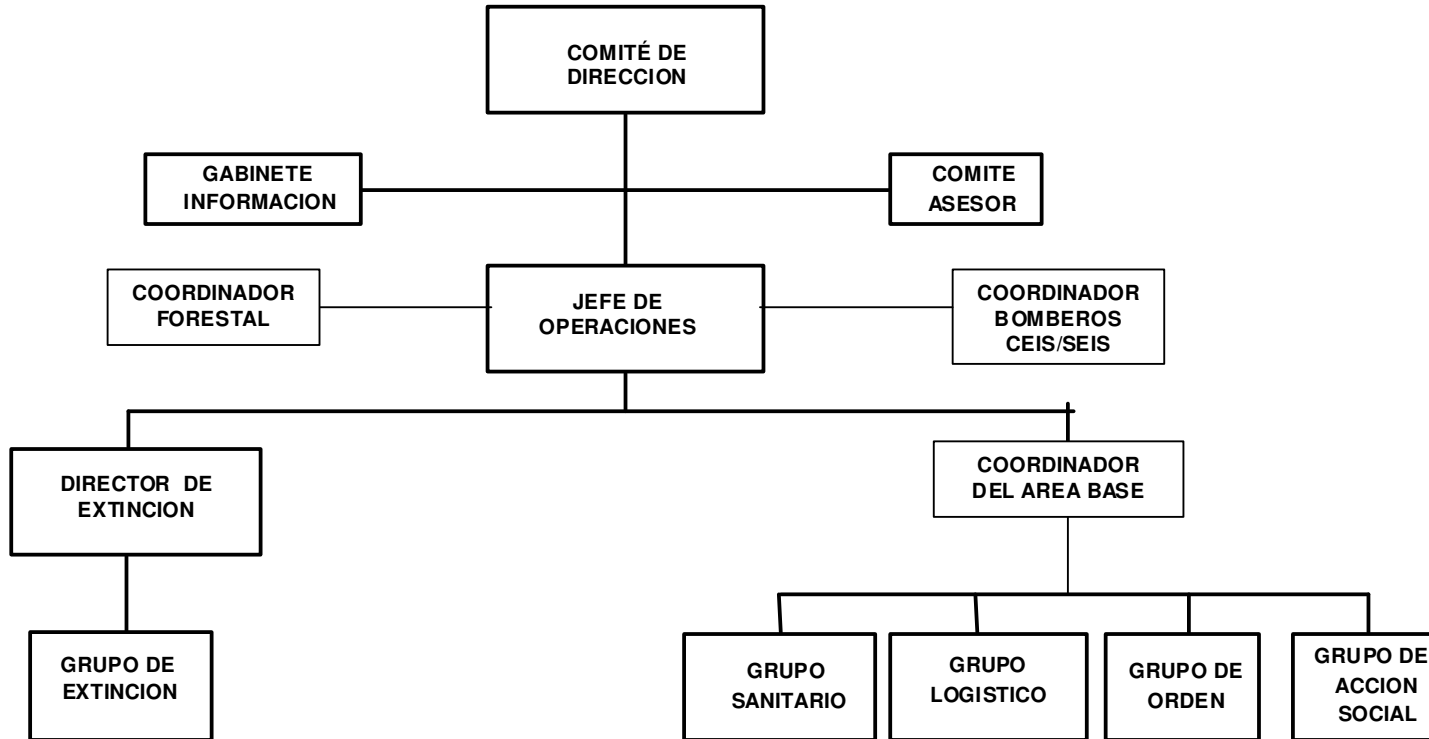 COMITÉ DE
DIRECCION
GABINETE
INFORMACION
COMITE
ASESOR
COORDINADOR
FORESTAL
JEFE DE
OPERACIONES
COORDINADOR
BOMBEROS
CEIS/SEIS
DIRECTOR DE
EXTINCION
COORDINADOR
DEL AREA BASE
GRUPO DE
EXTINCION
GRUPO
SANITARIO
GRUPO
LOGISTICO
GRUPO DE
ORDEN
GRUPO DE
ACCION
SOCIAL